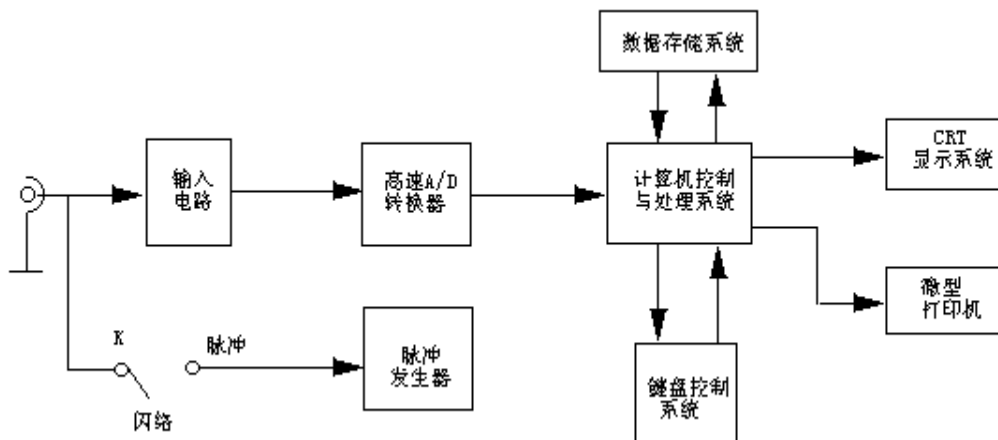 数据存储系统
CRT
显示系统
输入
电路
高速A/D
转换器
计算机控制
与处理系统
微型
打印机
K
脉冲
脉冲
发生器
键盘控制
系统
闪络